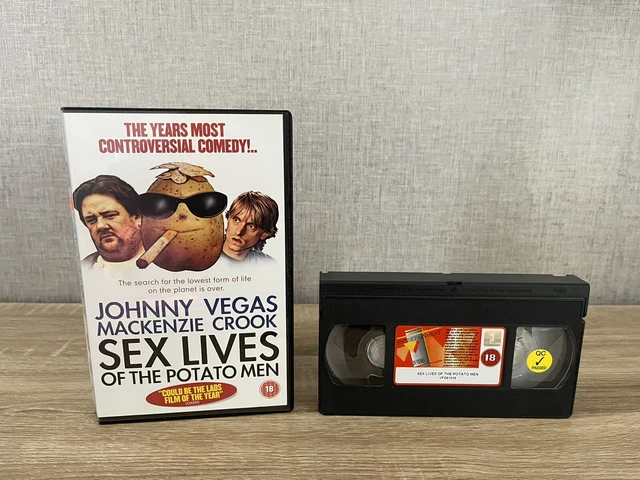 THE YEARS MOST
CONTROVERSIAL COMEDY!..
The search for the lowest form of life
on the planet is over.
JOHNNY VEGAS
MACKENZIE CROOK
SEX LIVES
OF THE POTATO MEN
"COULD BE THE LADS
FILM OF THE YEAR"
LOADED
18
18
SEX LIVES OF THE POTATO MEN
QC
PASSED